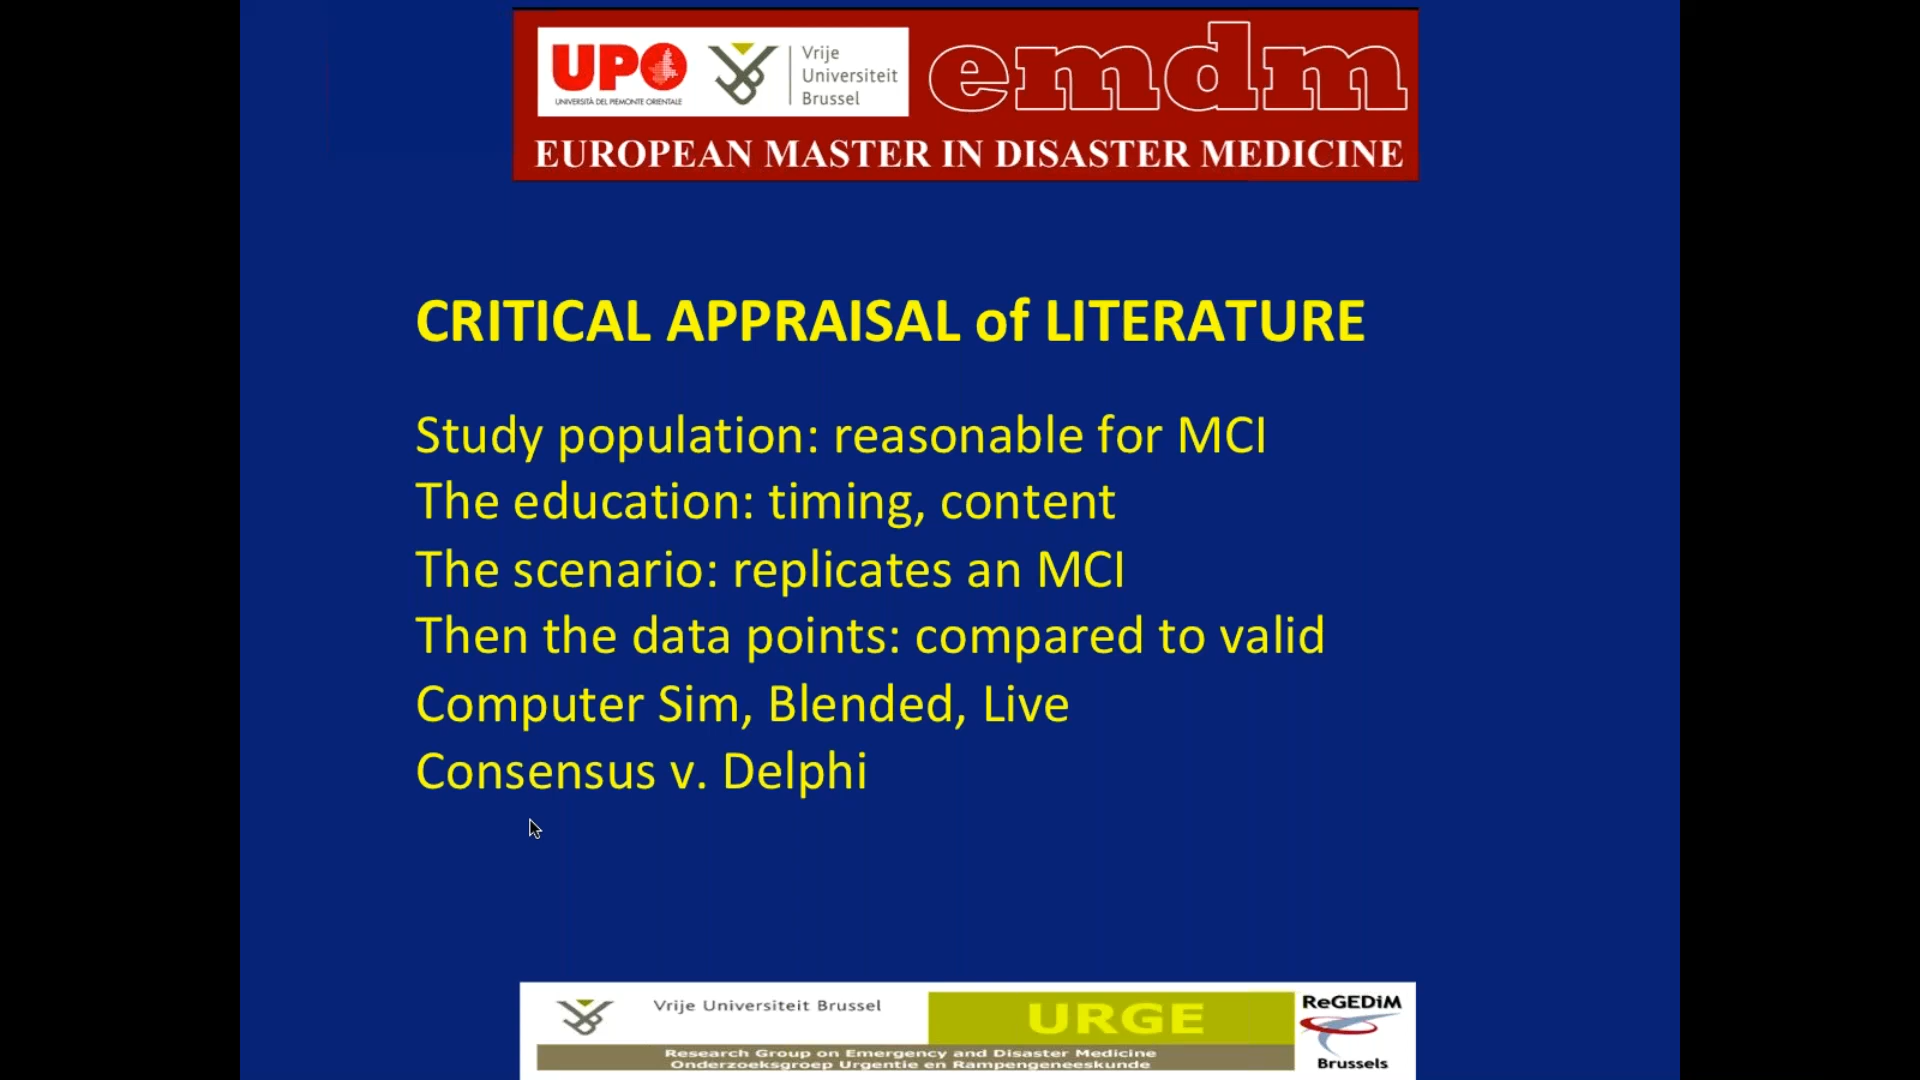 UPO
UNIVERSITÀ DEL PIEMONTE ORIENTALE
Vrije
Universiteit
Brussel
emdm
EUROPEAN MASTER IN DISASTER MEDICINE
CRITICAL APPRAISAL of LITERATURE
Study population: reasonable for MCI
The education: timing, content
The scenario: replicates an MCI
Then the data points: compared to valid
Computer Sim, Blended, Live
Consensus v. Delphi
Vrije Universiteit Brussel
URGE
ReGEDiM
Brussels
Research Group on Emergency and Disaster Medicine
Onderzoeksgroep Urgentie en Rampengeneeskunde